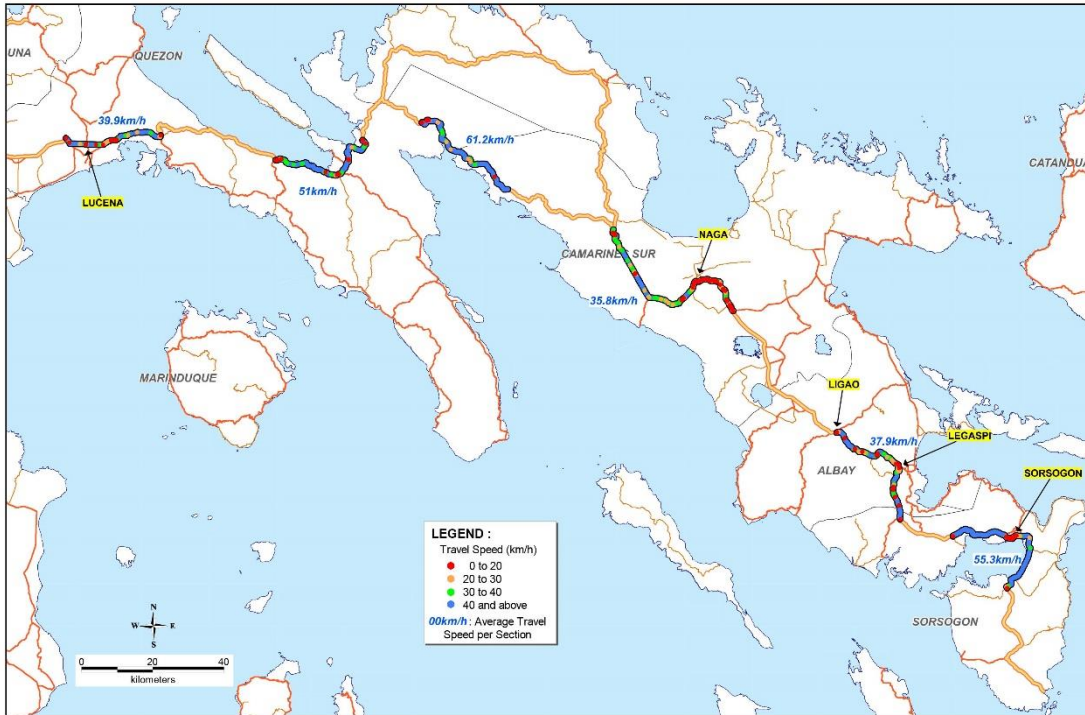 UNA
QUEZON
39.9km/h
LUCENA
51km/h
61.2km/h
CATANDUA
NAGA
CAMARINES SUR
35.8km/h
MARINDUQUE
LIGAO
37.9km/h
LEGASPI
ALBAY
SORSOGON
55.3km/h
SORSOGON
LEGEND :
Travel Speed (km/h)
0 to 20
20 to 30
30 to 40
40 and above
00km/h : Average Travel
Speed per Section
N
W E
S
0 20 40
kilometers